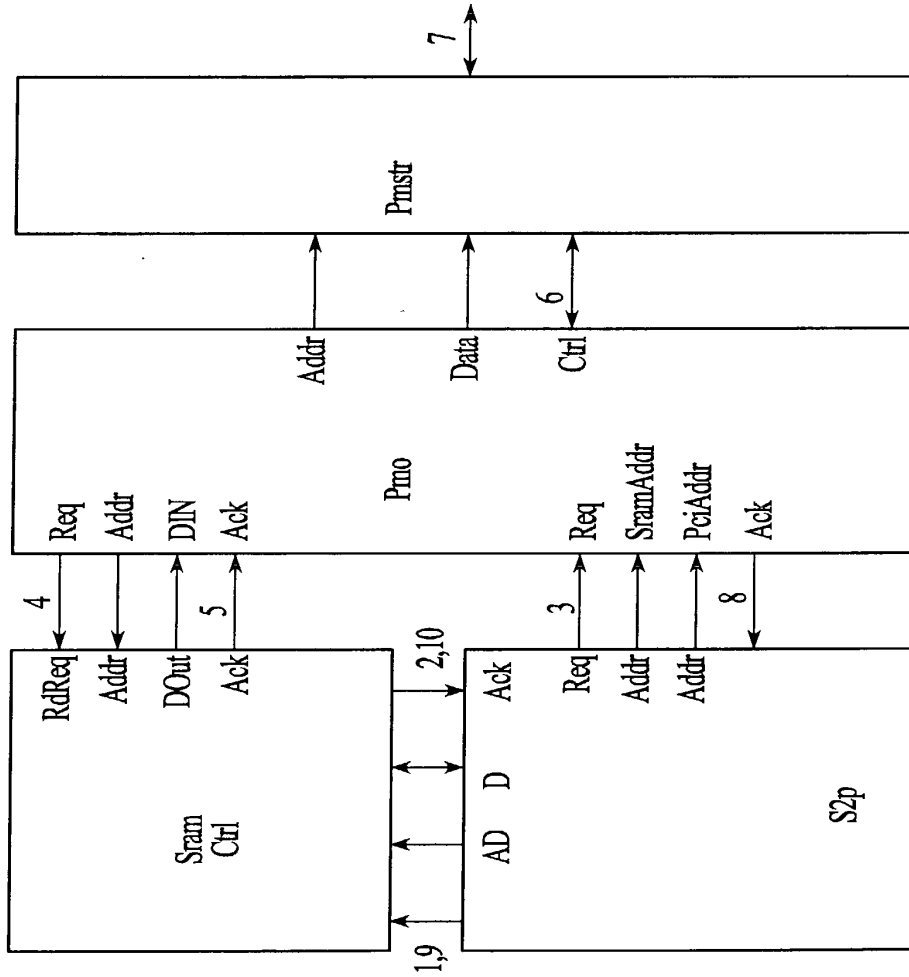 RdReq
Addr
DOut
Ack
Sram
Ctrl
4
5
Req
Addr
DIN
Ack
Pmo
Addr
Data
Ctrl
6
Pmstr
7
1,9
2,10
AD
D
Ack
Req
Addr
Addr
S2p
3
8
Req
SramAddr
PciAddr
Ack